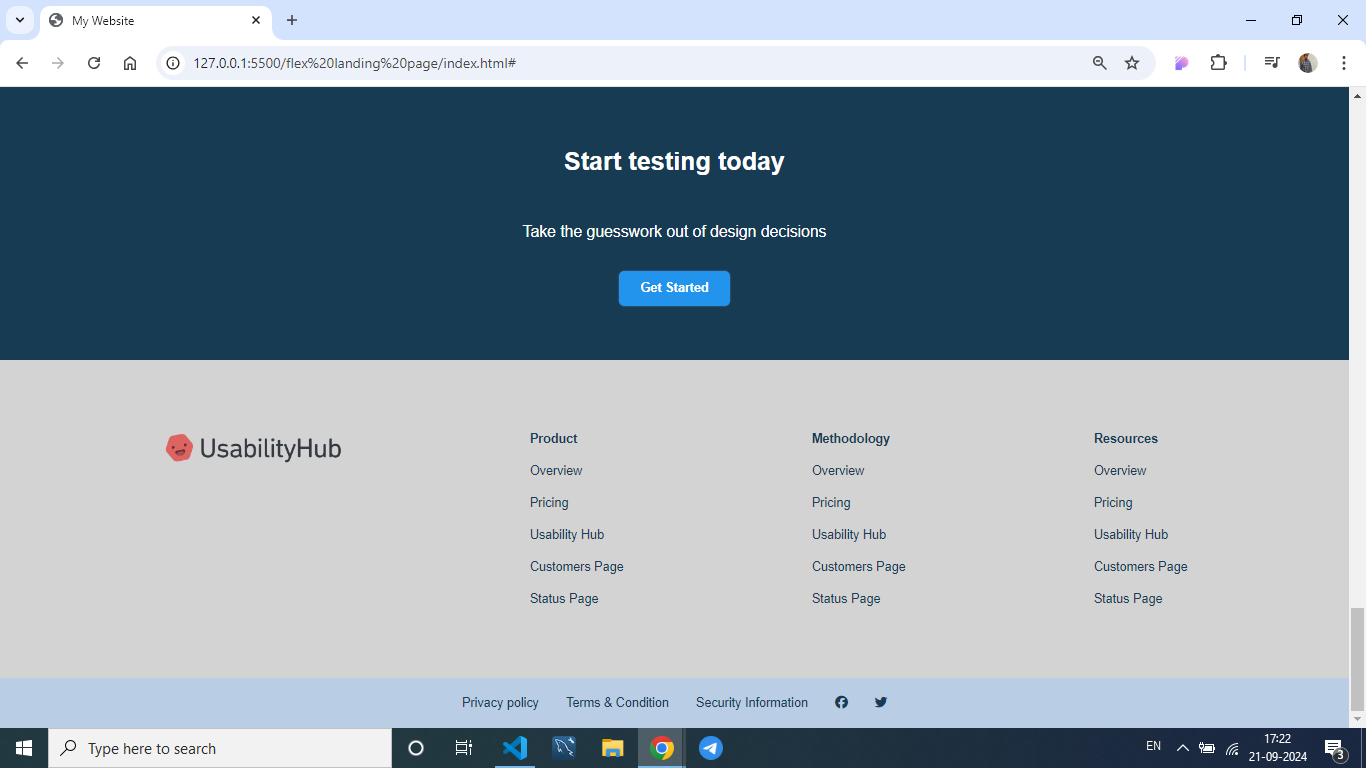 My Website
127.0.0.1:5500/flex%20landing%20page/index.html#
Start testing today
Take the guesswork out of design decisions
Get Started
UsabilityHub
Product
Overview
Pricing
Usability Hub
Customers Page
Status Page
Methodology
Overview
Pricing
Usability Hub
Customers Page
Status Page
Resources
Overview
Pricing
Usability Hub
Customers Page
Status Page
Privacy policy Terms & Condition Security Information
Type here to search
EN
17:22
21-09-2024
3